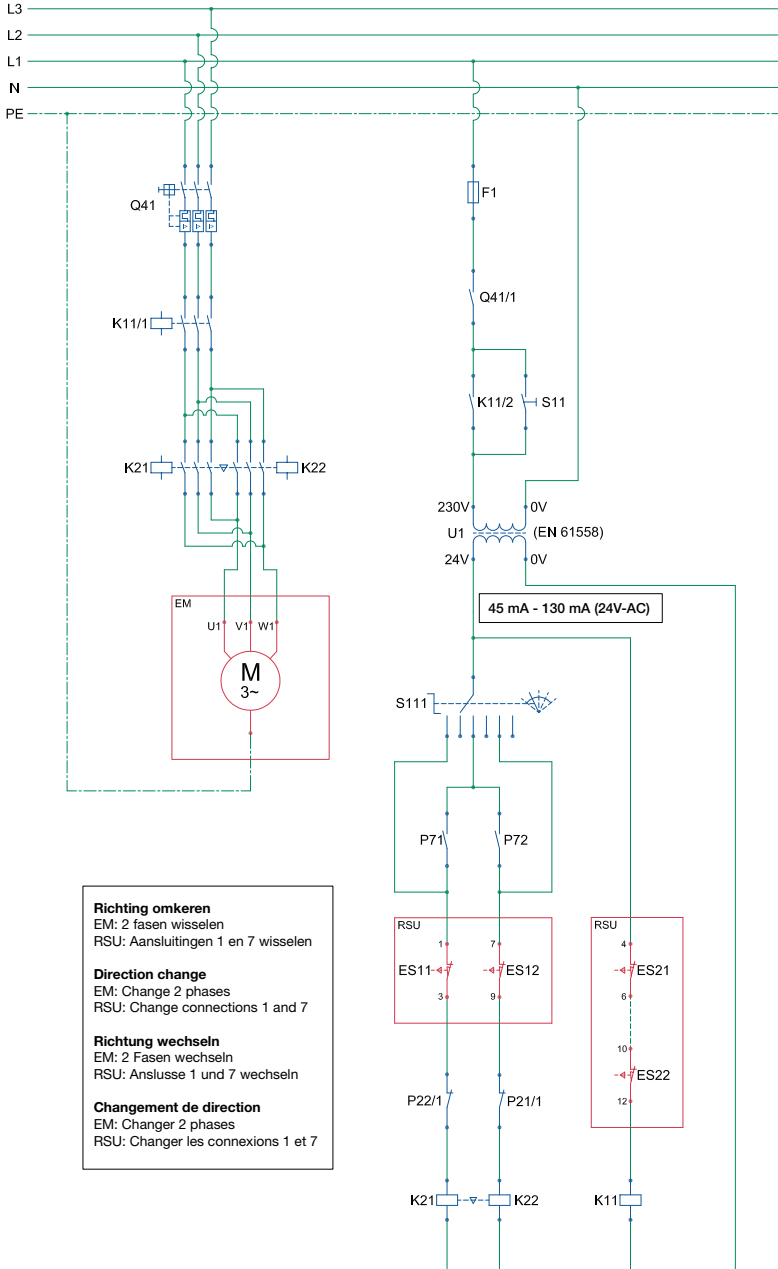 L3
L2
L1
N
PE
Q41
F1
Q41/1
K11/1
K11/2
S11
K21
K22
230V
0V
U1
(EN 61558)
24V
0V
EM
45 mA - 130 mA (24V-AC)
U1
V1
W1
M
3~
S111
P71
P72
Richting omkeren
EM: 2 fasen wisselen
RSU: Aansluitingen 1 en 7 wisselen
Direction change
EM: Change 2 phases
RSU: Change connections 1 and 7
Richtung wechseln
EM: 2 Fasen wechseln
RSU: Anslusse 1 und 7 wechseln
Changement de direction
EM: Changer 2 phases
RSU: Changer les connexions 1 et 7
RSU
1
7
ES11
ES12
3
9
RSU
4
ES21
6
10
ES22
12
P22/1
P21/1
K21
K22
K11